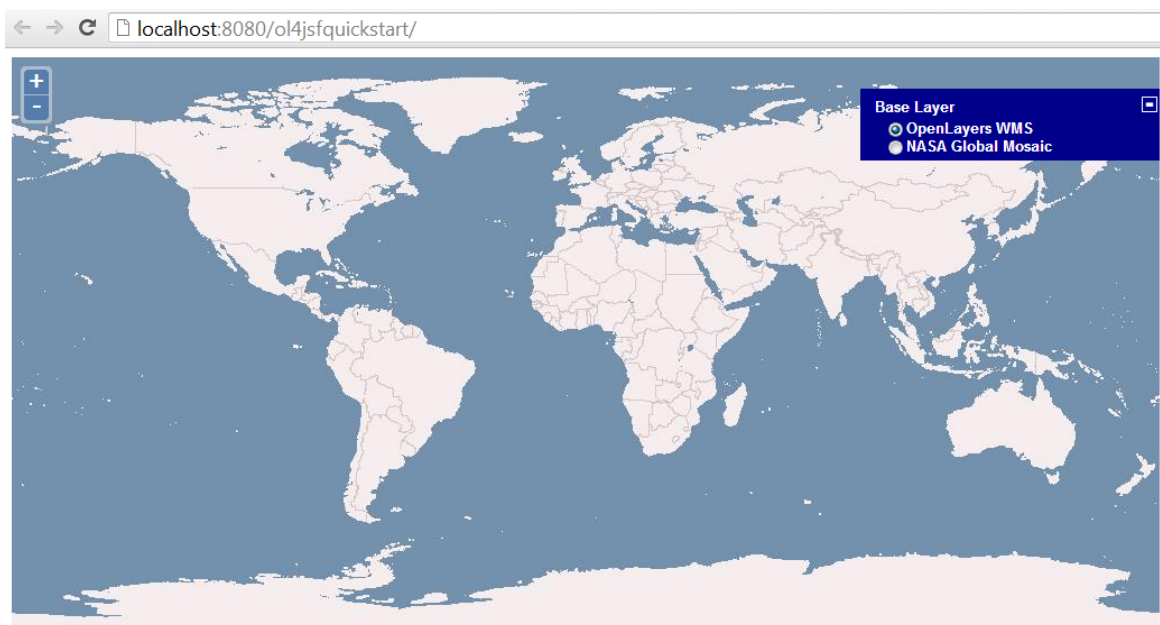 localhost:8080/ol4jsfquickstart/
+
-
Base Layer
OpenLayers WMS
NASA Global Mosaic